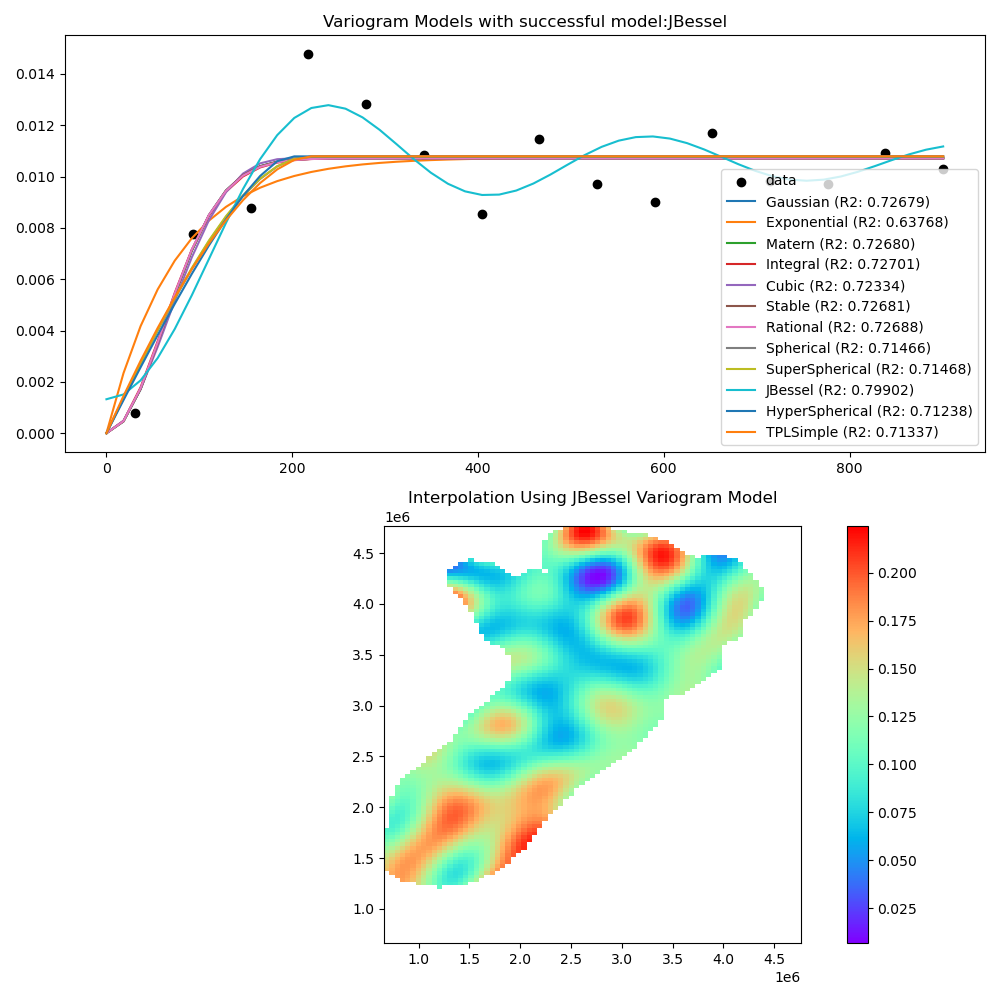 Variogram Models with successful model:JBessel
0.014
0.012
0.010
0.008
0.006
0.004
0.002
0.000
data
Gaussian (R2: 0.72679)
Exponential (R2: 0.63768)
Matern (R2: 0.72680)
Integral (R2: 0.72701)
Cubic (R2: 0.72334)
Stable (R2: 0.72681)
Rational (R2: 0.72688)
Spherical (R2: 0.71466)
SuperSpherical (R2: 0.71468)
JBessel (R2: 0.79902)
HyperSpherical (R2: 0.71238)
TPLSimple (R2: 0.71337)
0 200 400 600 800
Interpolation Using JBessel Variogram Model
1e6
4.5
4.0
3.5
3.0
2.5
2.0
1.5
1.0
1.0 1.5 2.0 2.5 3.0 3.5 4.0 4.5
1e6
0.200
0.175
0.150
0.125
0.100
0.075
0.050
0.025